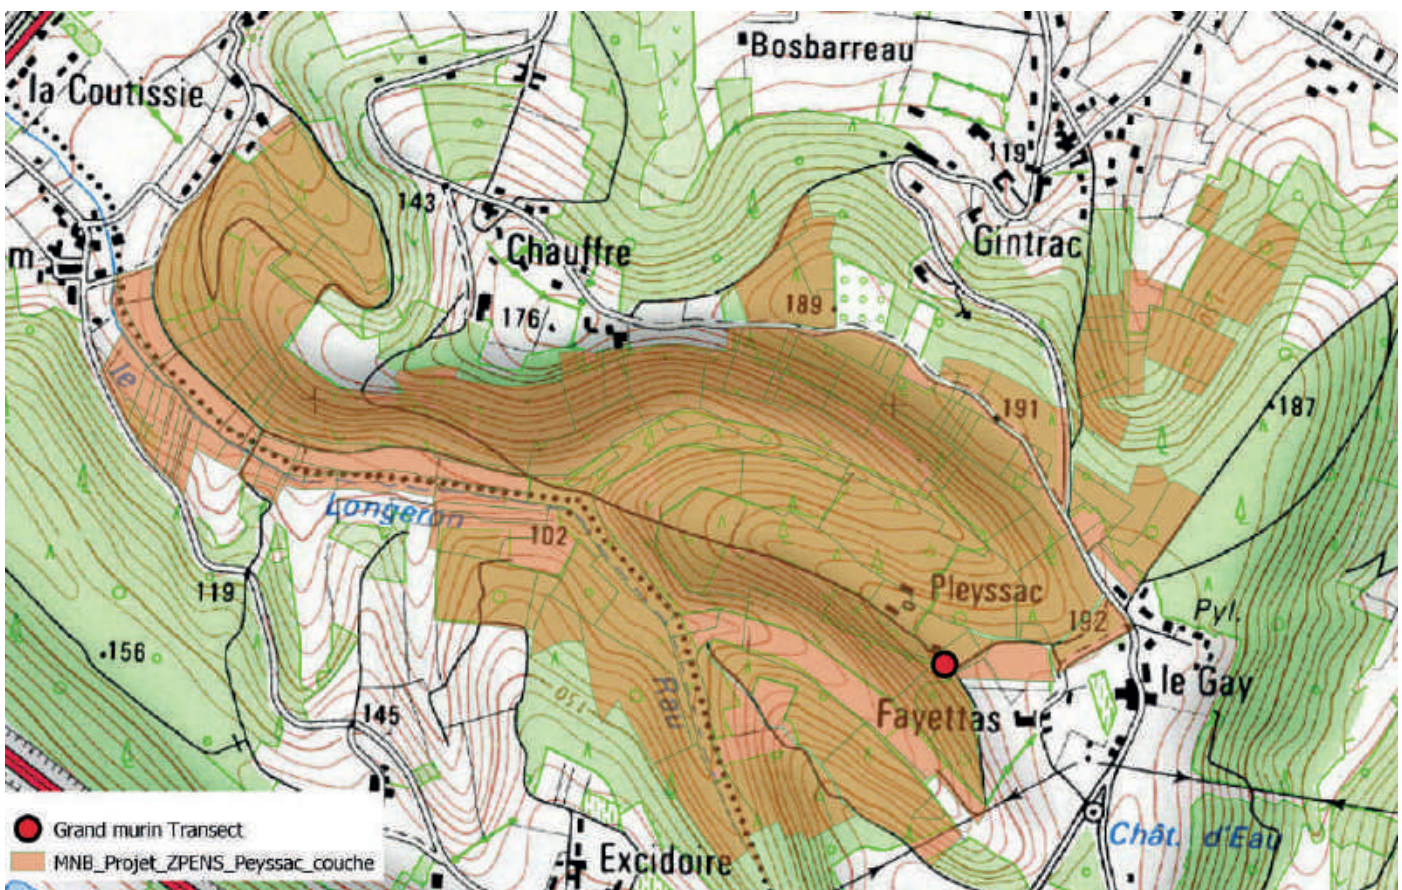 Bosbarreau
la Coutissie
119
143
Gintrac
m
Chauffre
189
176
le
191
187
Longeron
102
Pleyssac
119
192
Pyl.
156
le Gay
150
Rau
145
Fayettas
Grand murin Transect
MNB_Projet_ZPENS_Peyssac_couche
Excidoire
Chât. d'Eau